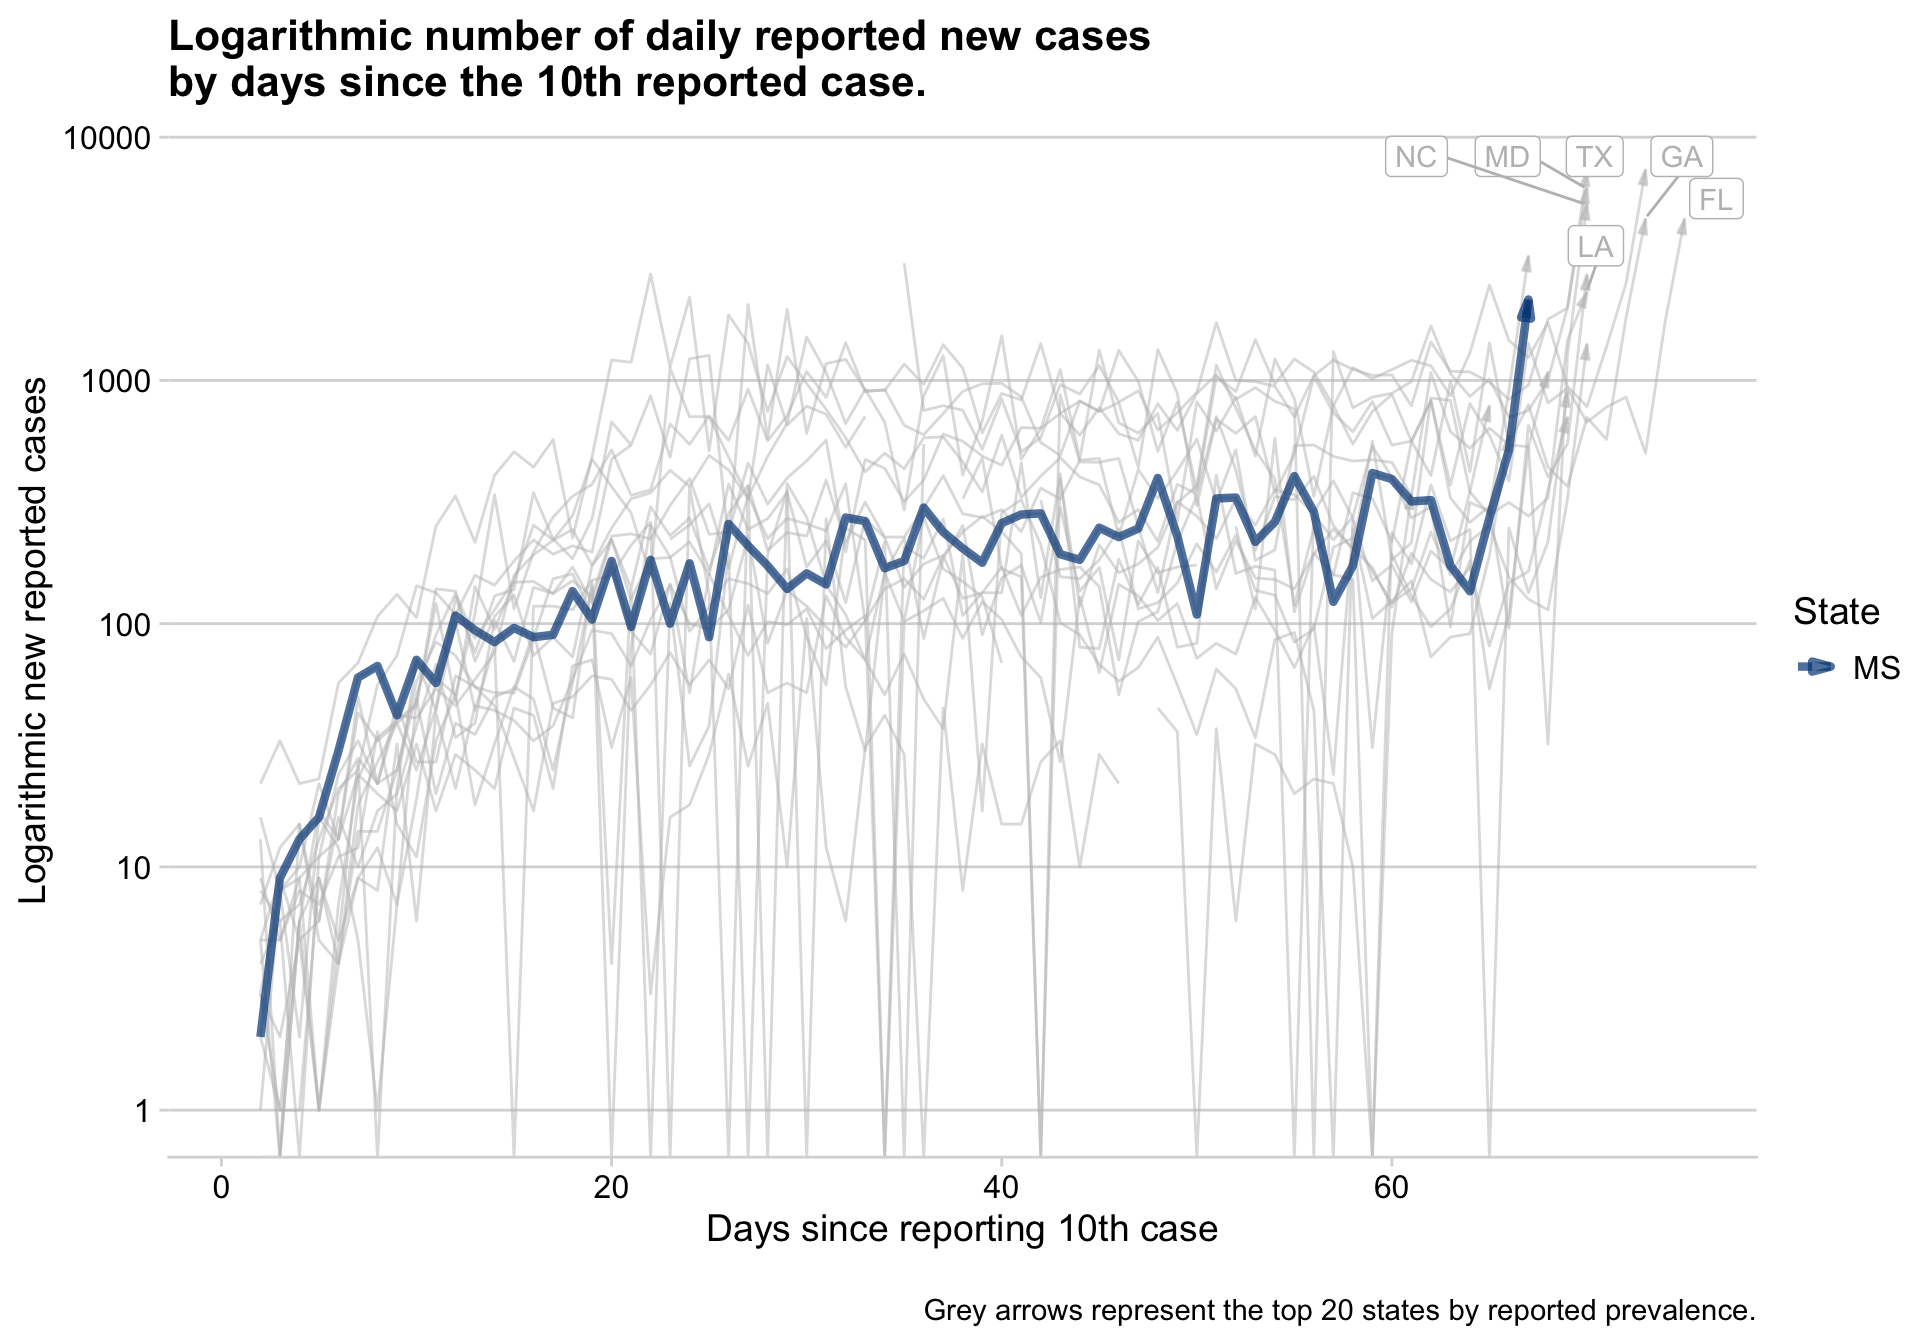 Logarithmic number of daily reported new cases
by days since the 10th reported case.
10000
1000
100
10
1
Logarithmic new reported cases
NC
MD
TX
GA
FL
LA
State
MS
0
20
40
60
Days since reporting 10th case
Grey arrows represent the top 20 states by reported prevalence.